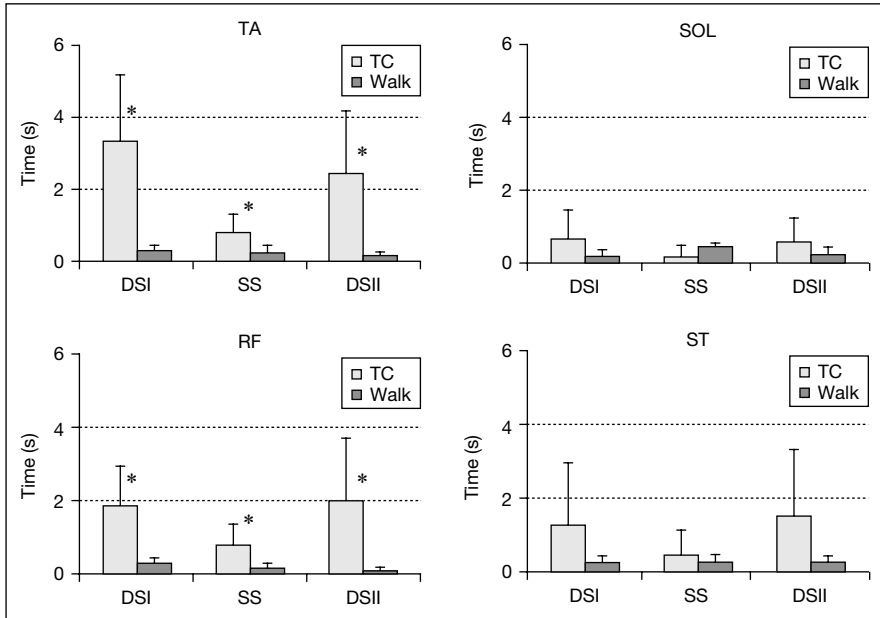 TA
6
4
2
0
Time (s)
TC
Walk
*
*
*
DSI SS DSII
SOL
6
4
2
0
Time (s)
TC
Walk
DSI SS DSII
RF
6
4
2
0
Time (s)
TC
Walk
*
*
*
DSI SS DSII
ST
6
4
2
0
Time (s)
TC
Walk
DSI SS DSII